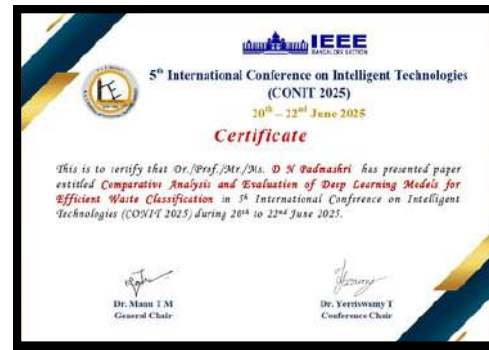 IEEE
BANGALORE SECTION
5th International Conference on Intelligent Technologies
(CONIT 2025)
20th – 22nd June 2025
Certificate
This is to certify that Dr./Prof./Mr./Ms. D N Padmashri has presented paper
entitled Comparative Analysis and Evaluation of Deep Learning Models for
Efficient Waste Classification in 5th International Conference on Intelligent
Technologies (CONIT 2025) during 20th to 22nd June 2025.
Dr. Manu T M
General Chair
Dr. Yerriswamy T
Conference Chair